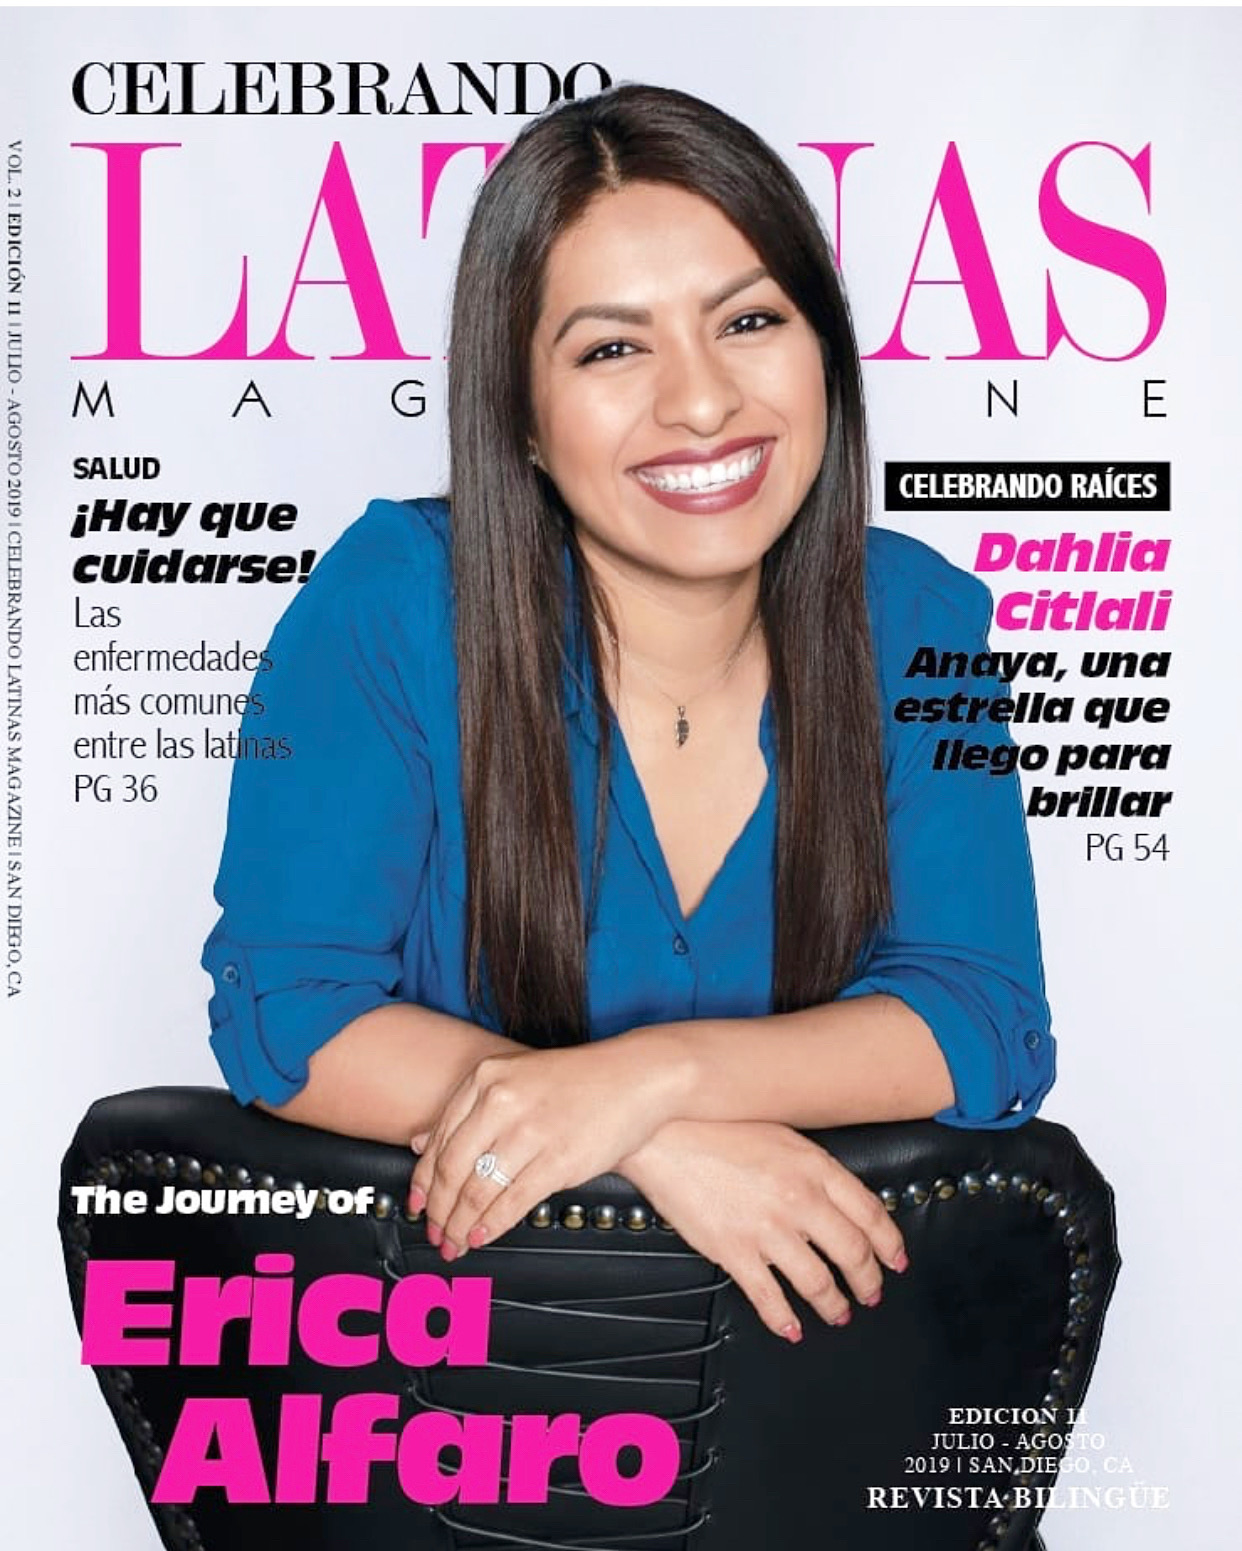 CELEBRANDO
LATINAS
MAGAZINE
VOL. 2 | EDICIÓN 11 | JULIO - AGOSTO 2019 | CELEBRANDO LATINAS MAGAZINE | SAN DIEGO, CA
SALUD
¡Hay que
cuidarse!
Las
enfermedades
más comunes
entre las latinas
PG 36
CELEBRANDO RAÍCES
Dahlia
Citlali
Anaya, una
estrella que
llego para
brillar
PG 54
The Journey of
Erica
Alfaro
EDICION 11
JULIO - AGOSTO
2019 | SAN DIEGO, CA
REVISTA BILINGÜE